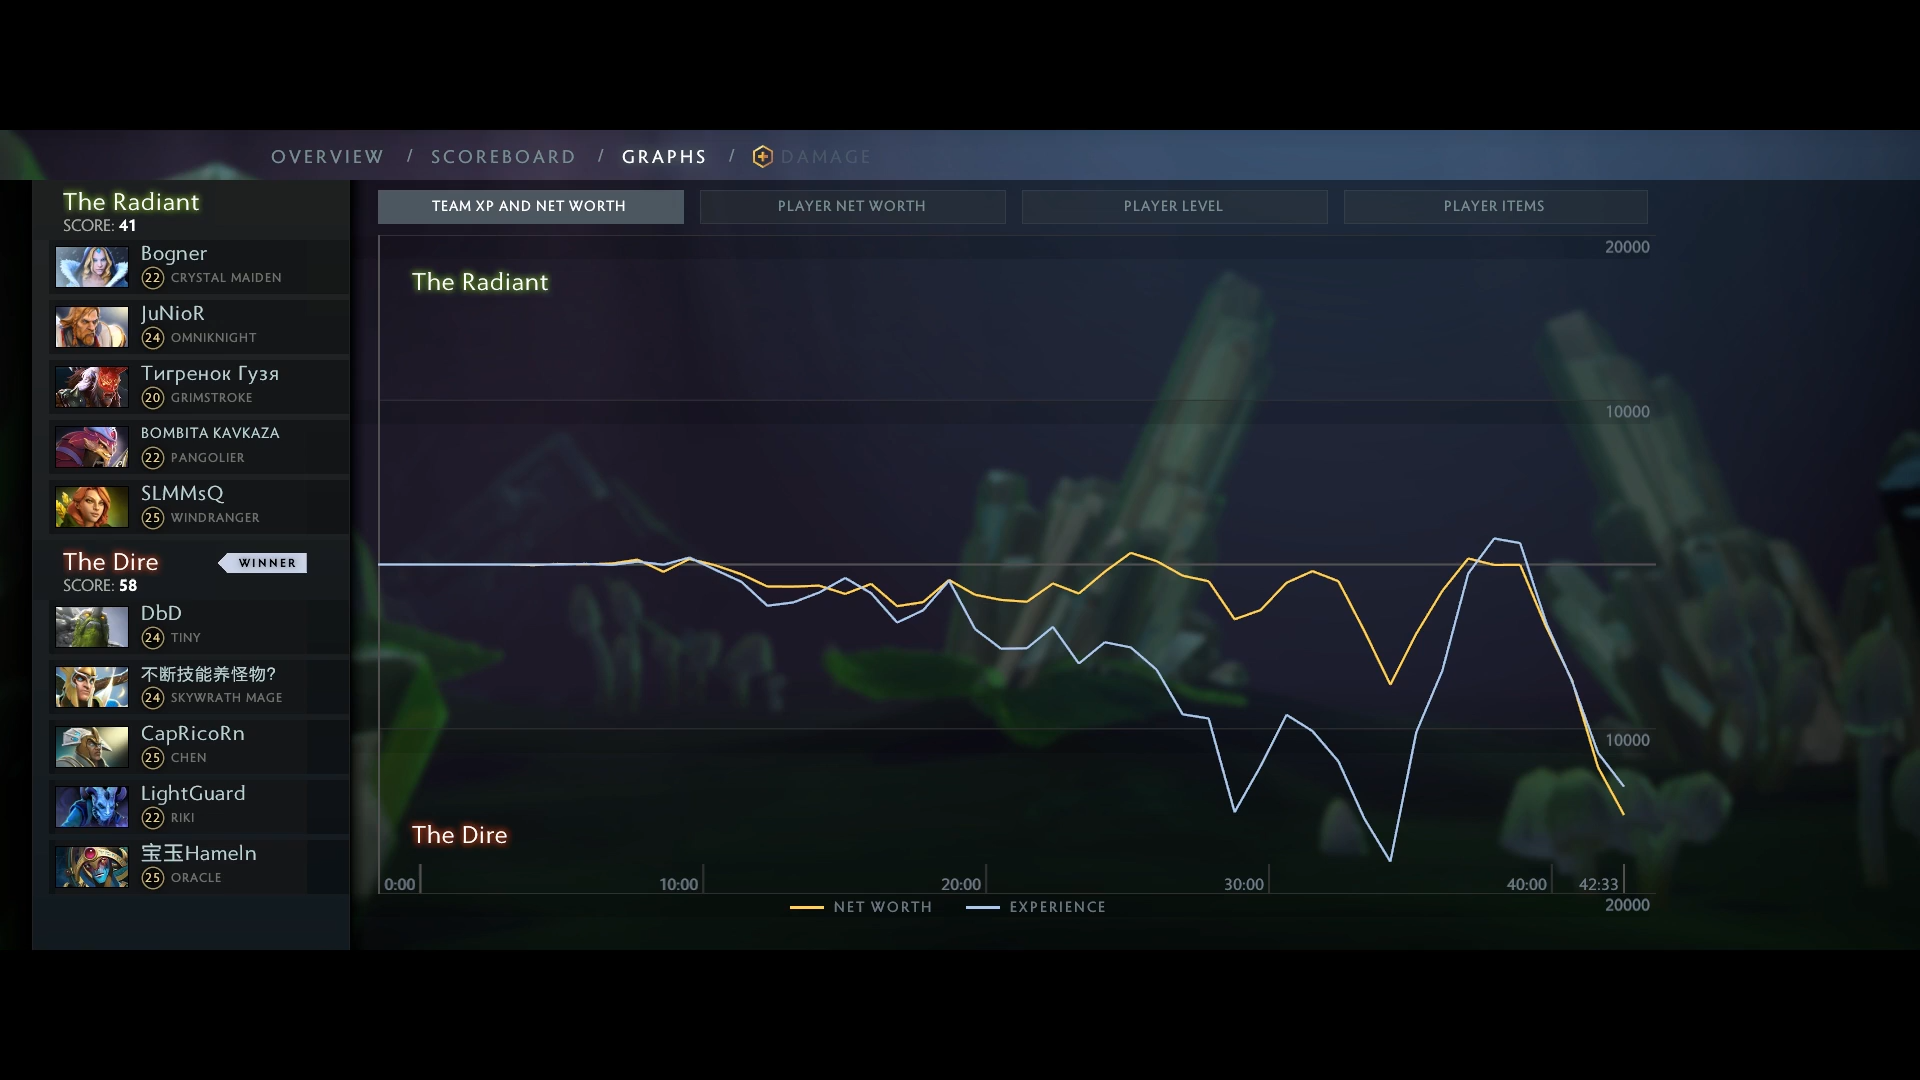 OVERVIEW / SCOREBOARD / GRAPHS / DAMAGE
The Radiant
SCORE: 41
Bogner
22 CRYSTAL MAIDEN
JuNioR
24 OMNIKNIGHT
Тигренок Гузя
20 GRIMSTROKE
BOMBITA KAVKAZA
22 PANGOLIER
SLMMsQ
25 WINDRANGER
The Dire
WINNER
SCORE: 58
DbD
24 TINY
不断技能养怪物?
24 SKYWRATH MAGE
CapRicoRn
25 CHEN
LightGuard
22 RIKI
宝玉Hameln
25 ORACLE
TEAM XP AND NET WORTH
PLAYER NET WORTH
PLAYER LEVEL
PLAYER ITEMS
20000
The Radiant
10000
10000
The Dire
0:00
10:00
20:00
30:00
40:00
42:33
20000
NET WORTH
EXPERIENCE